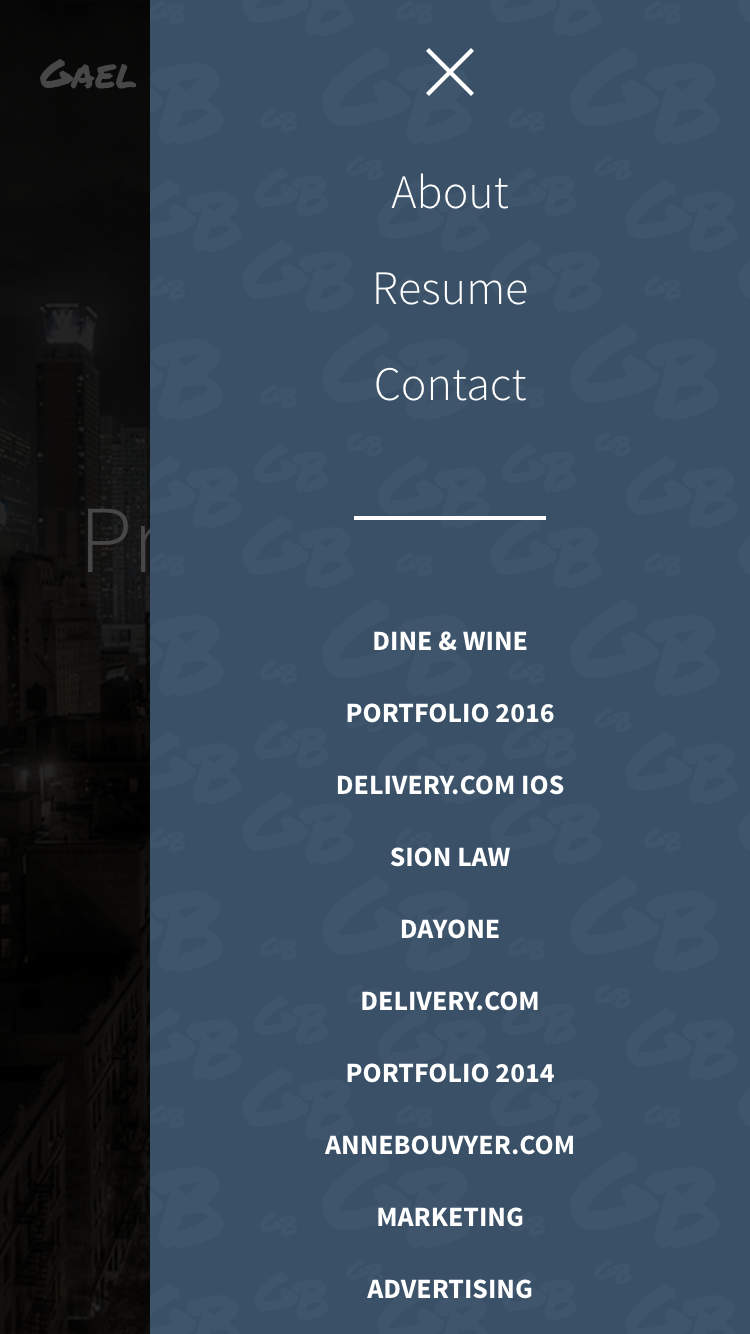 GAEL
About
Resume
Contact
Pr
DINE & WINE
PORTFOLIO 2016
DELIVERY.COM IOS
SION LAW
DAYONE
DELIVERY.COM
PORTFOLIO 2014
ANNEBOUVYER.COM
MARKETING
ADVERTISING